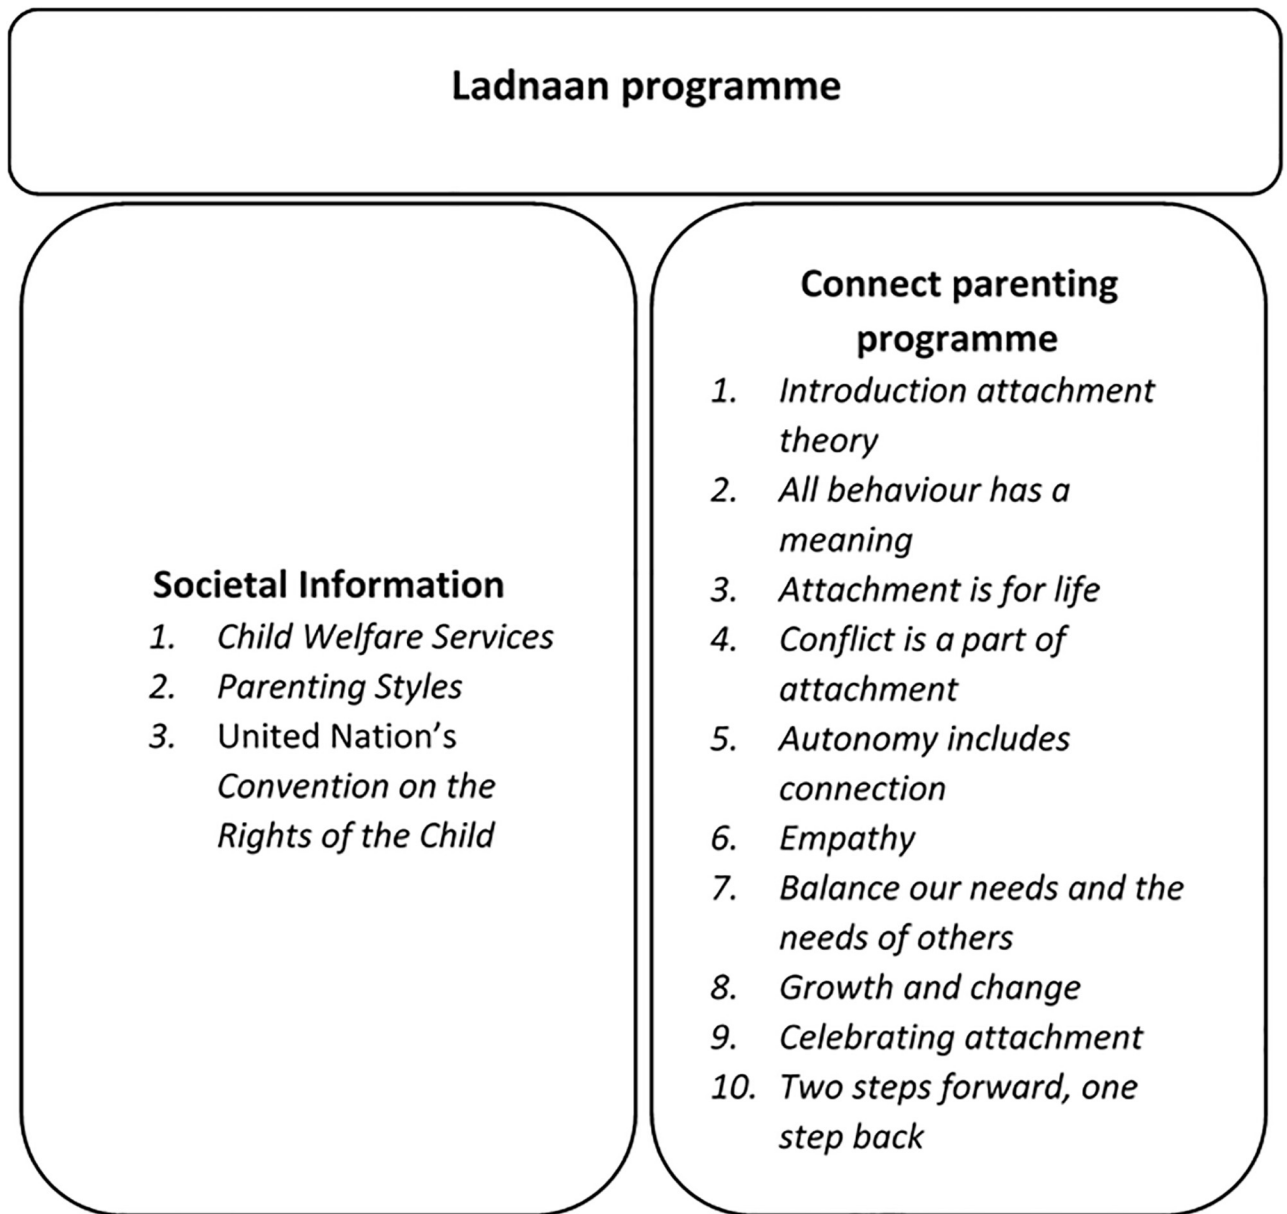 Ladnaan programme
Societal Information
1. Child Welfare Services
2. Parenting Styles
3. United Nation’s
Convention on the
Rights of the Child
Connect parenting
programme
1. Introduction attachment
theory
2. All behaviour has a
meaning
3. Attachment is for life
4. Conflict is a part of
attachment
5. Autonomy includes
connection
6. Empathy
7. Balance our needs and the
needs of others
8. Growth and change
9. Celebrating attachment
10. Two steps forward, one
step back